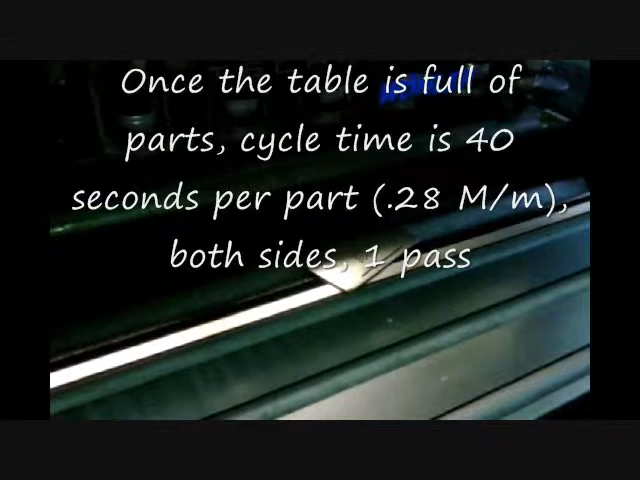 Once the table is full of
parts, cycle time is 40
seconds per part (.28 M/m),
both sides, 1 pass